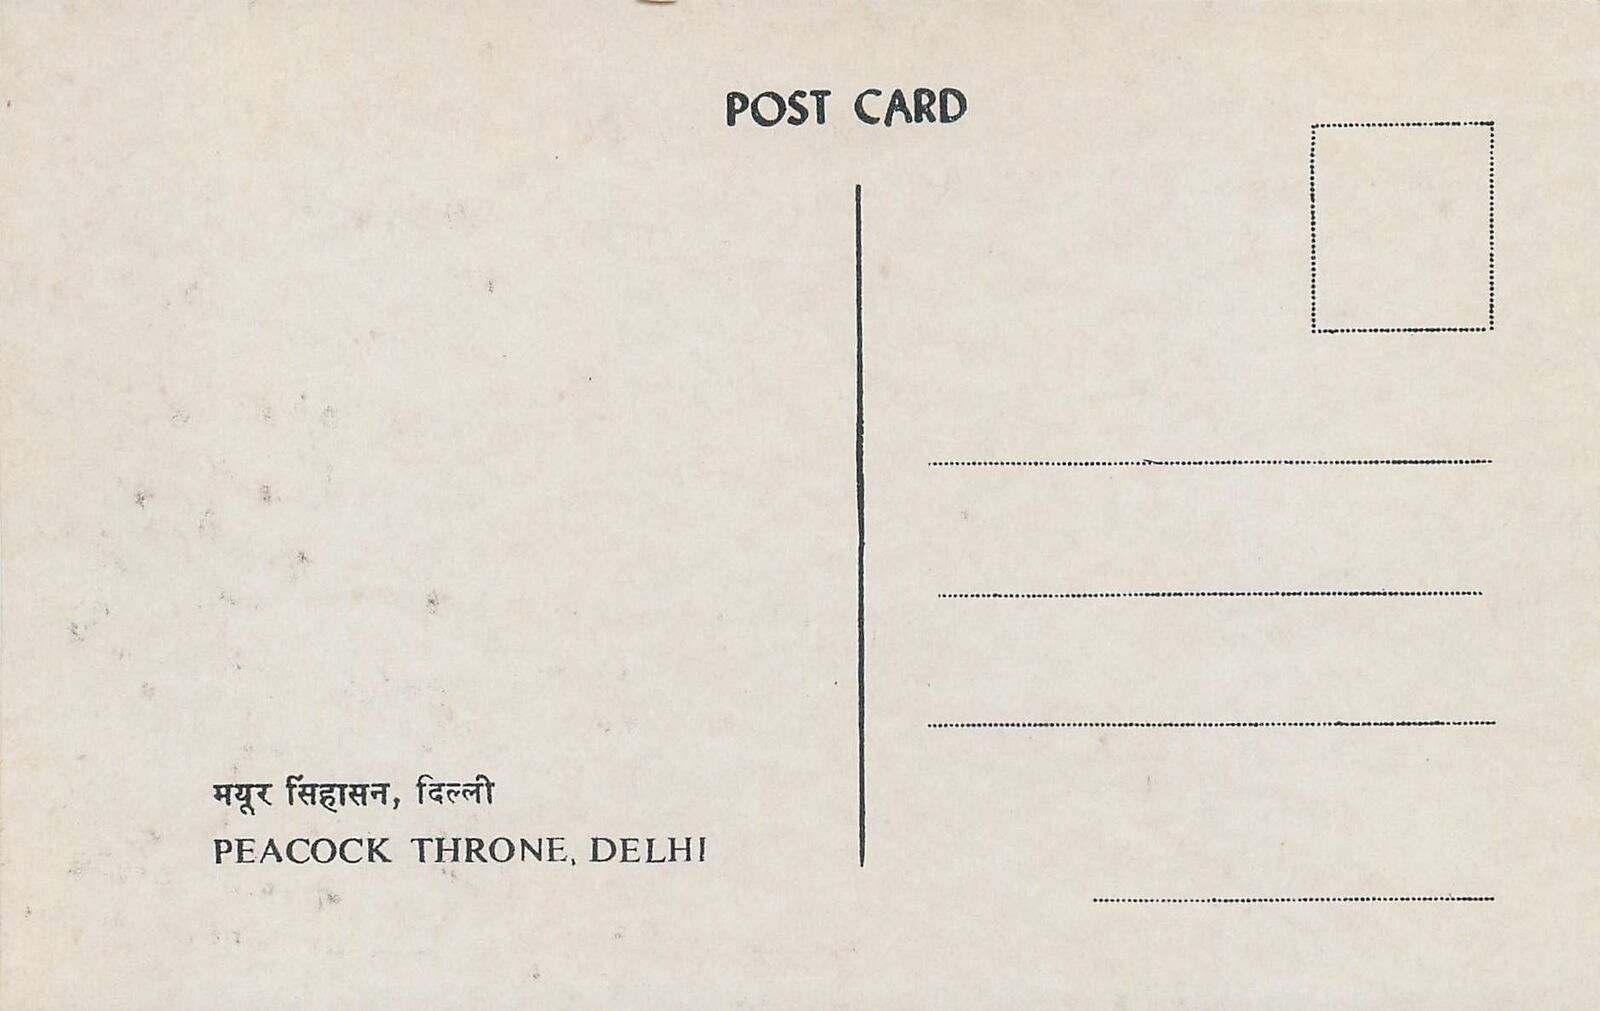 POST CARD
मयूर सिंहासन, दिल्ली
PEACOCK THRONE, DELHI